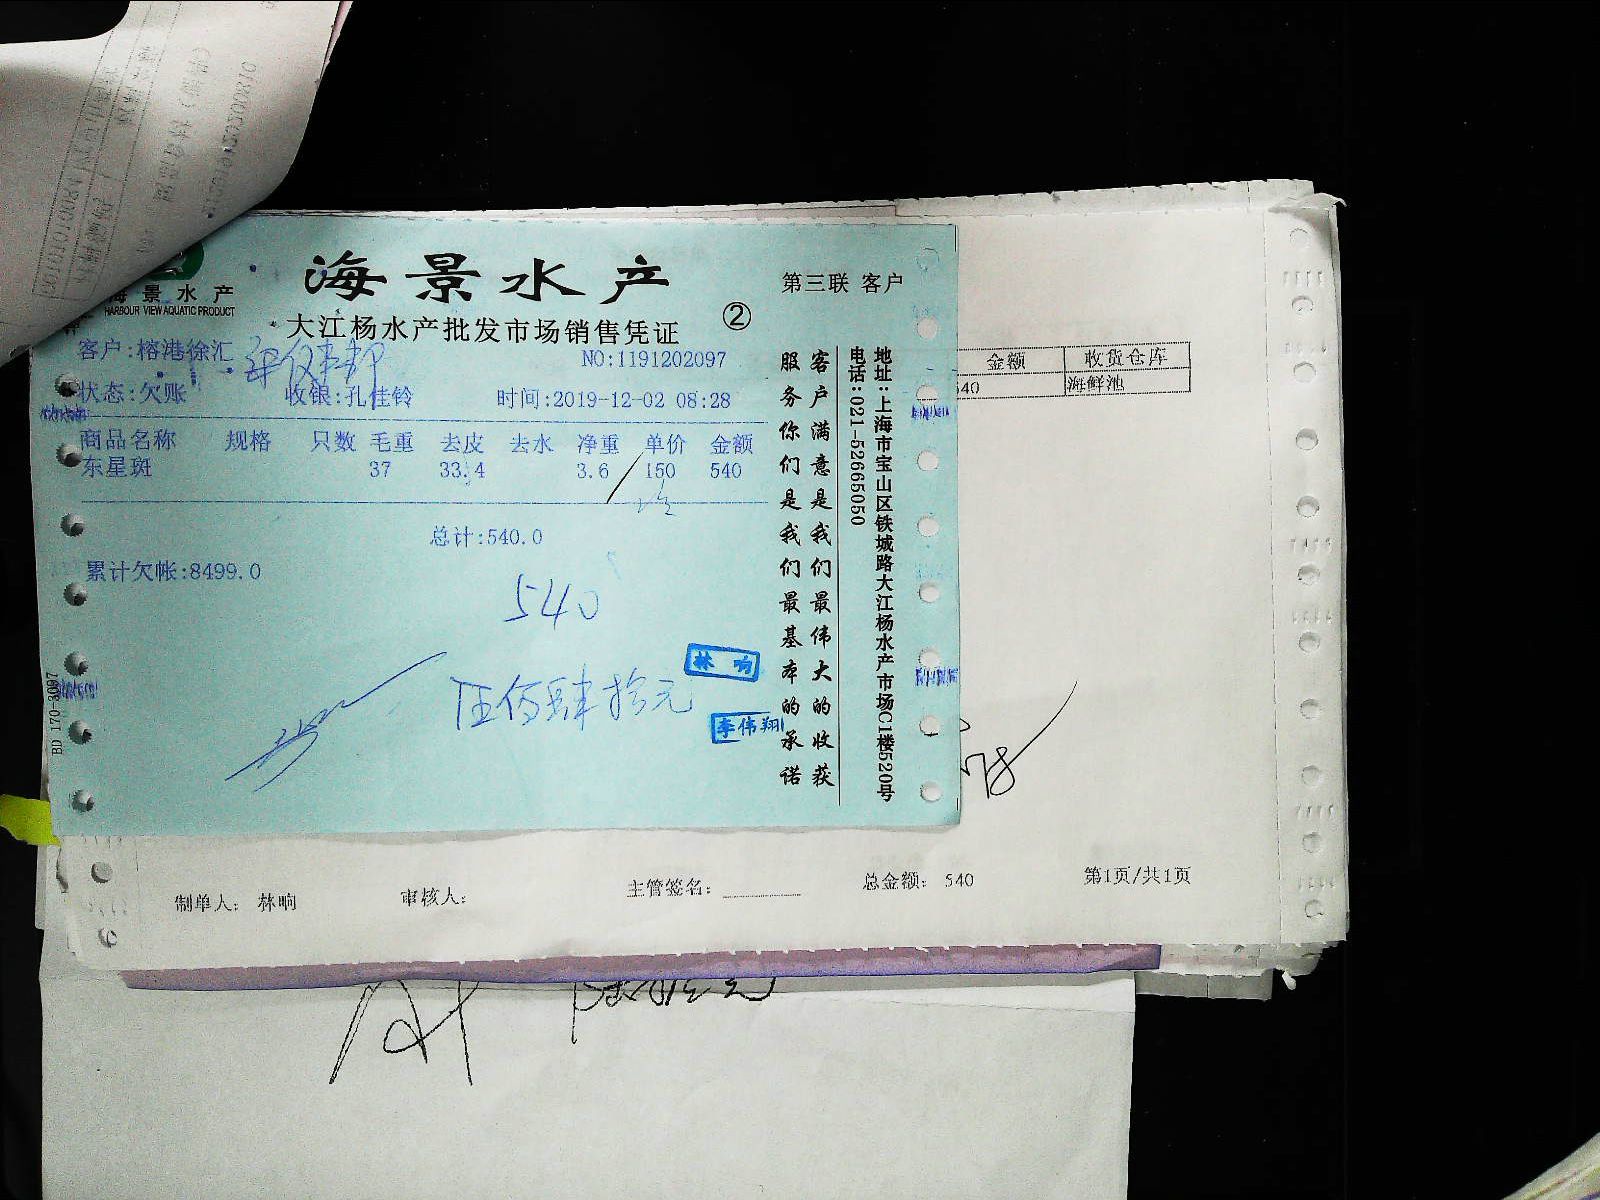 海景水产
HARBOUR VIEW AQUATIC PRODUCT
海景水产
大江杨水产批发市场销售凭证
②
第三联 客户
客户:榕港徐汇
NO:1191202097
状态:欠账 收银:孔佳铃 时间:2019-12-02 08:28
商品名称 规格 只数 毛重 去皮 去水 净重 单价 金额
东星斑 37 33.4 3.6 150 540
总计:540.0
累计欠帐:8499.0
540
伍佰肆拾元
林响
李伟翔
客户满意是我们最伟大的收获
服务你们是我们最基本的承诺
地址:上海市宝山区铁城路大江杨水产市场C1楼520号
电话:021-52665050
BD 170-3097
金额 收货仓库
540 海鲜池
制单人: 林响 审核人: 主管签名: 总金额: 540 第1页/共1页